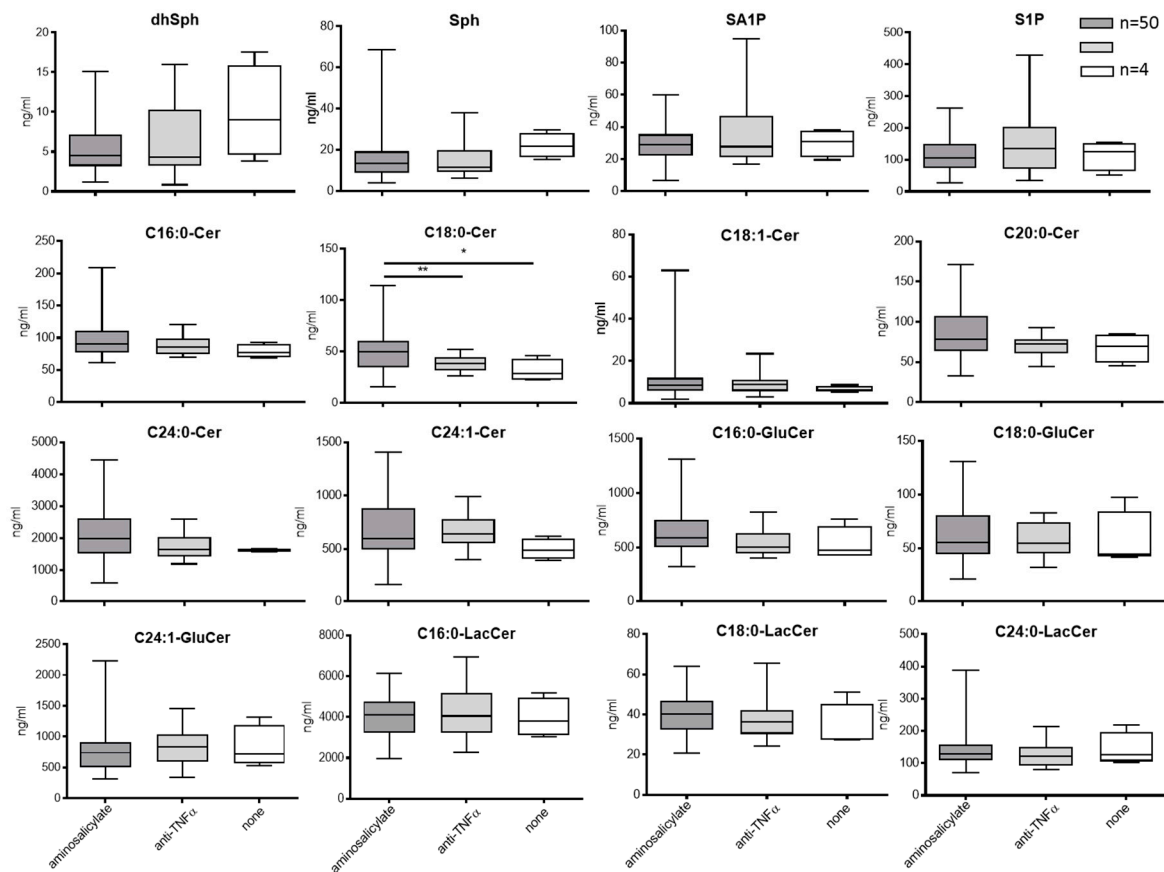 dhSph
20
15
10
5
0
ng/ml
Sph
80
60
40
20
0
ng/ml
SA1P
100
80
60
40
20
0
ng/ml
S1P
500
400
300
200
100
0
ng/ml
n=50
n=4
C16:0-Cer
250
200
150
100
50
0
ng/ml
C18:0-Cer
150
100
50
0
ng/ml
*
**
C18:1-Cer
80
60
40
20
0
ng/ml
C20:0-Cer
200
150
100
50
0
ng/ml
C24:0-Cer
5000
4000
3000
2000
1000
0
ng/ml
C24:1-Cer
1500
1000
500
0
ng/ml
C16:0-GluCer
1500
1000
500
0
ng/ml
C18:0-GluCer
150
100
50
0
ng/ml
C24:1-GluCer
2500
2000
1500
1000
500
0
ng/ml
aminosalicylate
anti-TNFα
none
C16:0-LacCer
8000
6000
4000
2000
0
ng/ml
aminosalicylate
anti-TNFα
none
C18:0-LacCer
80
60
40
20
0
ng/ml
aminosalicylate
anti-TNFα
none
C24:0-LacCer
500
400
300
200
100
0
ng/ml
aminosalicylate
anti-TNFα
none